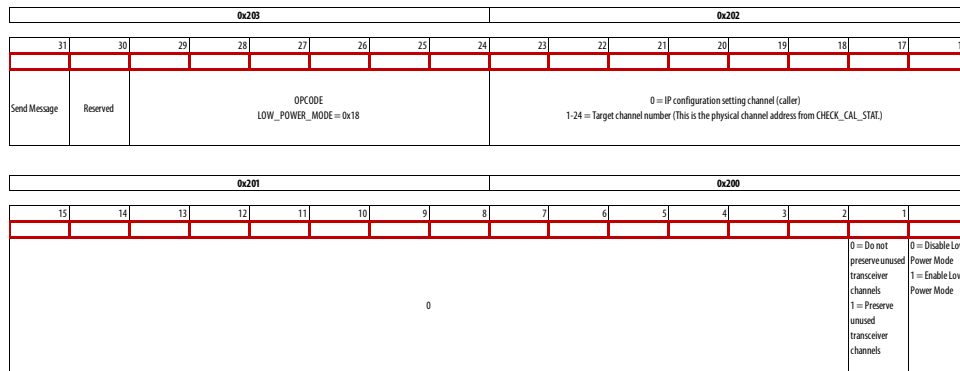 0x203 0x202
31 30 29 28 27 26 25 24 23 22 21 20 19 18 17
Send Message Reserved OPCODE
LOW_POWER_MODE = 0x18
0 = IP configuration setting channel (caller)
1-24 = Target channel number (This is the physical channel address from CHECK_CAL_STAT.)
0x201 0x200
15 14 13 12 11 10 9 8 7 6 5 4 3 2 1
0
0 = Do not
preserve unused
transceiver
channels
1 = Preserve
unused
transceiver
channels
0 = Disable Low
Power Mode
1 = Enable Low
Power Mode